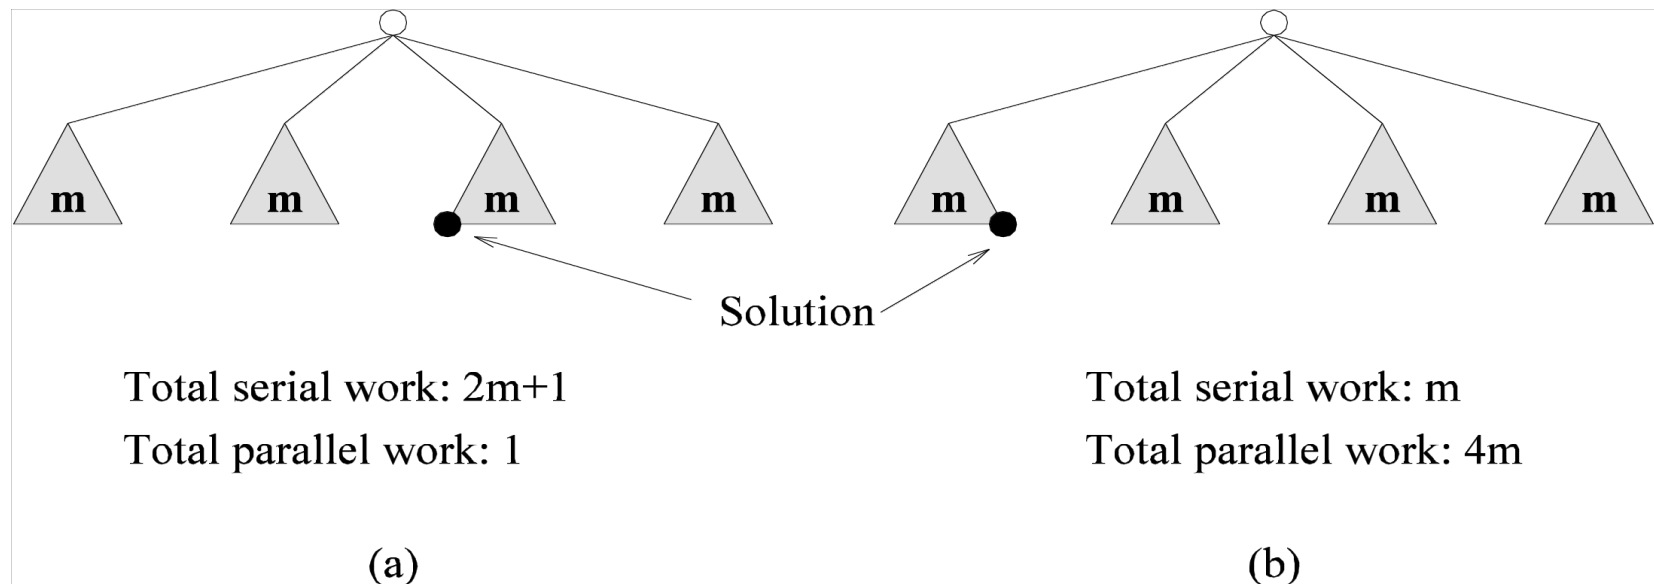 m m m m m m m m
Solution
Total serial work: 2m+1
Total parallel work: 1
(a)
Total serial work: m
Total parallel work: 4m
(b)